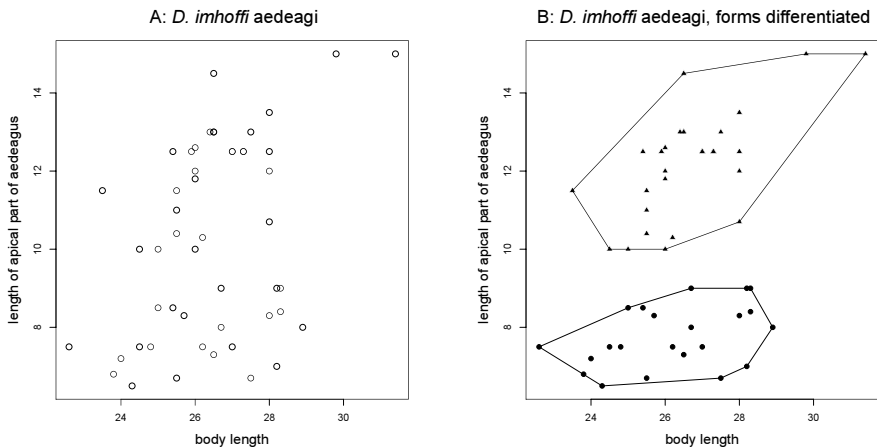 A: D. imhoffi aedeagi
length of apical part of aedeagus
14
12
10
8
24
26
28
30
body length
B: D. imhoffi aedeagi, forms differentiated
length of apical part of aedeagus
14
12
10
8
24
26
28
30
body length